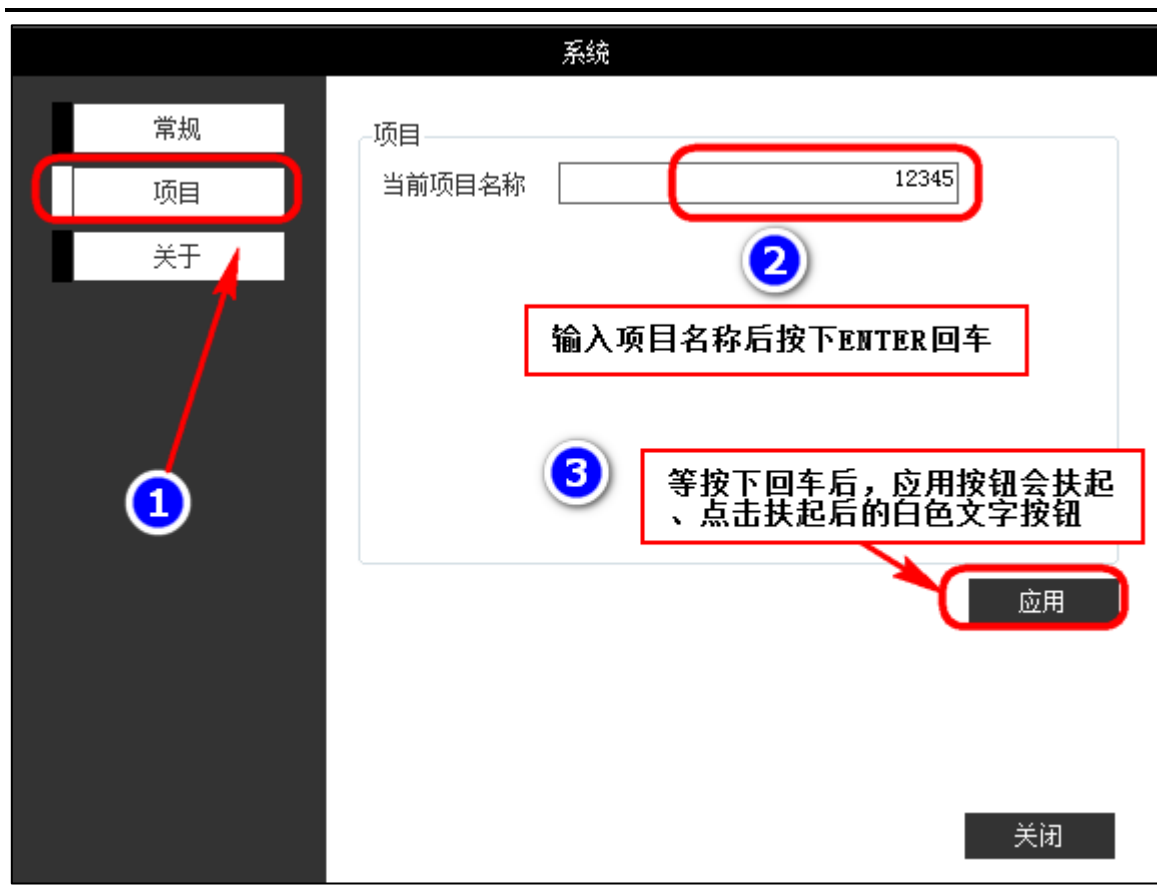 系统
常规
项目
关于
项目
当前项目名称
12345
2
输入项目名称后按下ENTER回车
1
3
等按下回车后，应用按钮会扶起
、点击扶起后的白色文字按钮
应用
关闭